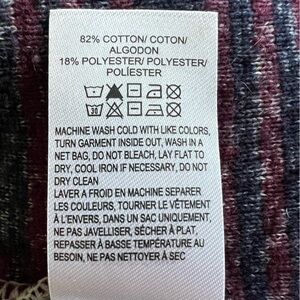 82% COTTON/ COTON/
ALGODON
18% POLYESTER/ POLYESTER/
POLÍESTER
30
MACHINE WASH COLD WITH LIKE COLORS,
TURN GARMENT INSIDE OUT, WASH IN A
NET BAG, DO NOT BLEACH, LAY FLAT TO
DRY, COOL IRON IF NECESSARY, DO NOT
DRY CLEAN
LAVER A FROID EN MACHINE SEPARER
LES COULEURS, TOURNER LE VÊTEMENT
À L'ENVERS, DANS UN SAC UNIQUEMENT,
NE PAS JAVELLISER, SÉCHER À PLAT,
REPASSER À BASSE TEMPÉRATURE AU
BESOIN, NE PAS NETTOYER À SEC